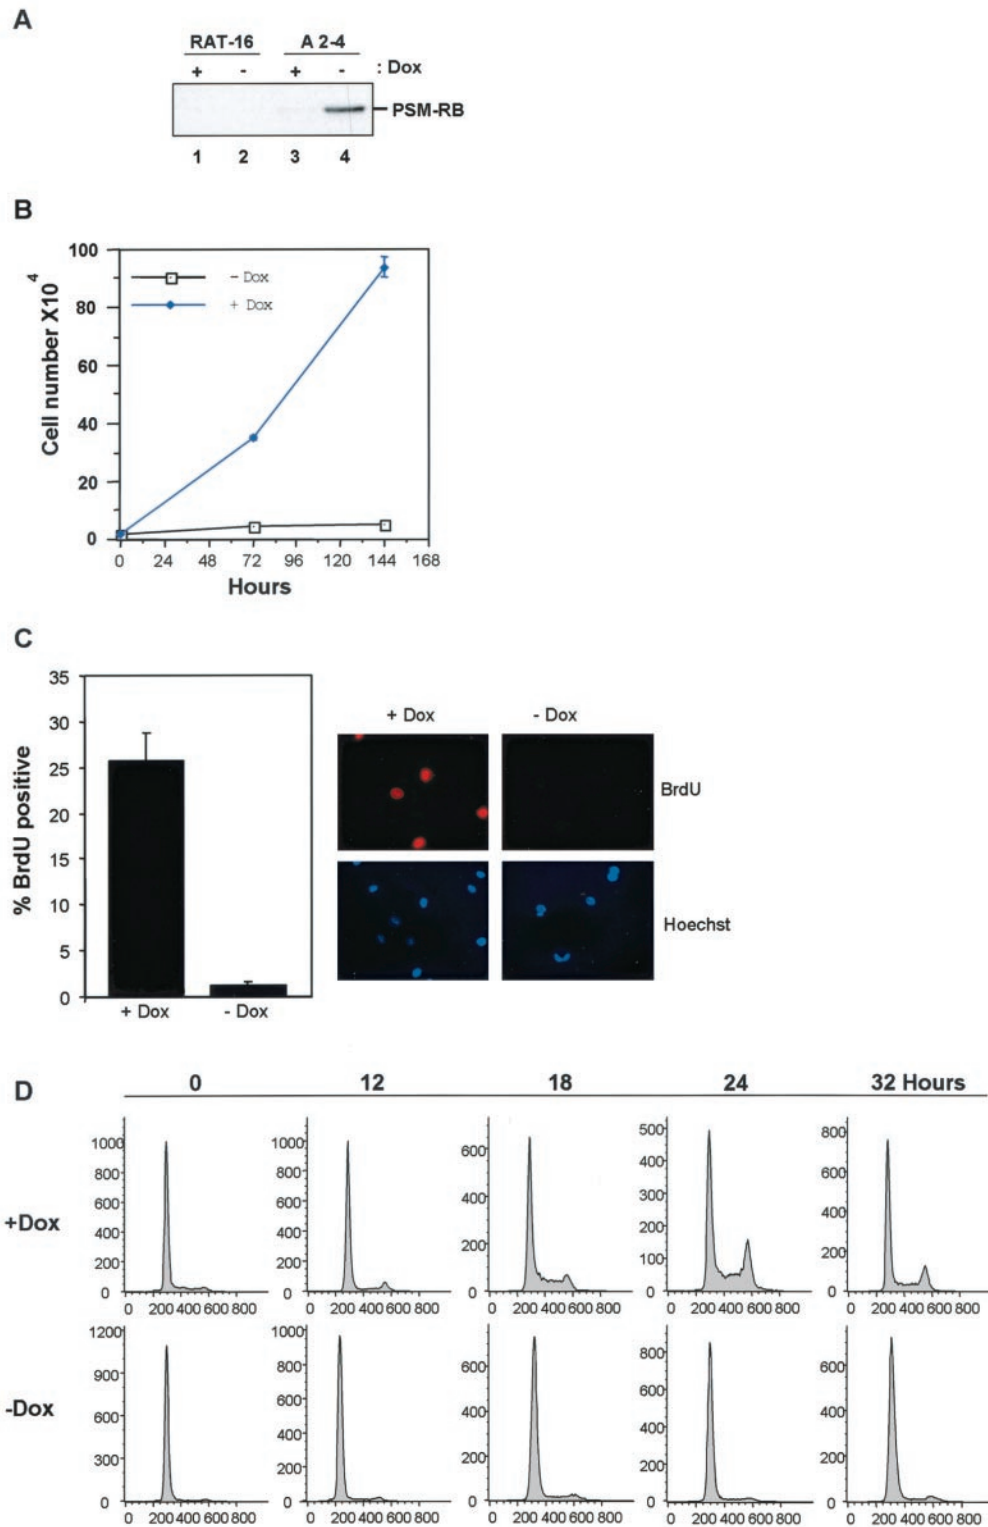 A
RAT-16 A 2-4
+ - + - : Dox
PSM-RB
1 2 3 4
B
Cell number X10^4
100
80
60
40
20
0
- Dox
+ Dox
0 24 48 72 96 120 144 168
Hours
C
% BrdU positive
35
30
25
20
15
10
5
0
+ Dox - Dox
+ Dox - Dox
BrdU
Hoechst
D
0 12 18 24 32 Hours
+Dox
1000
800
600
400
200
0
0 200 400 600 800
1000
800
600
400
200
0
0 200 400 600 800
600
400
200
0
0 200 400 600 800
500
400
300
200
100
0
0 200 400 600 800
800
600
400
200
0
0 200 400 600 800
-Dox
1200
900
600
300
0
0 200 400 600 800
1000
800
600
400
200
0
0 200 400 600 800
600
400
200
0
0 200 400 600 800
800
600
400
200
0
0 200 400 600 800
600
400
200
0
0 200 400 600 800